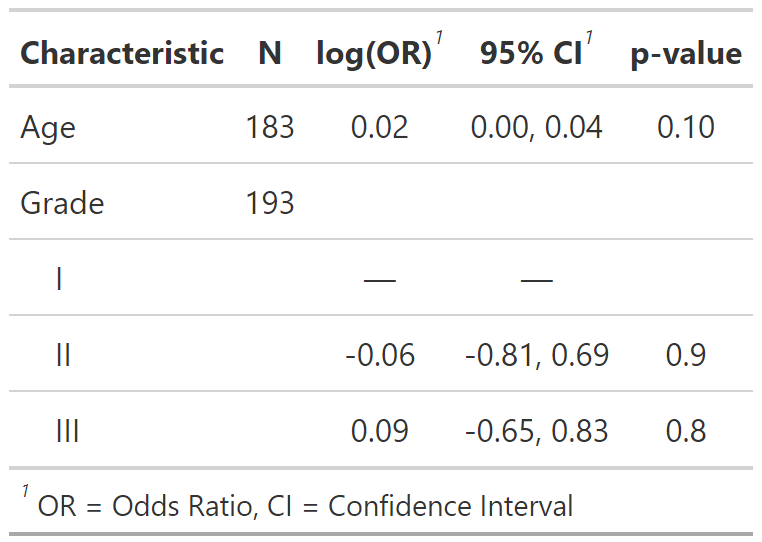 Characteristic N log(OR)¹ 95% CI¹ p-value
Age 183 0.02 0.00, 0.04 0.10
Grade 193
I — —
II -0.06 -0.81, 0.69 0.9
III 0.09 -0.65, 0.83 0.8
¹ OR = Odds Ratio, CI = Confidence Interval